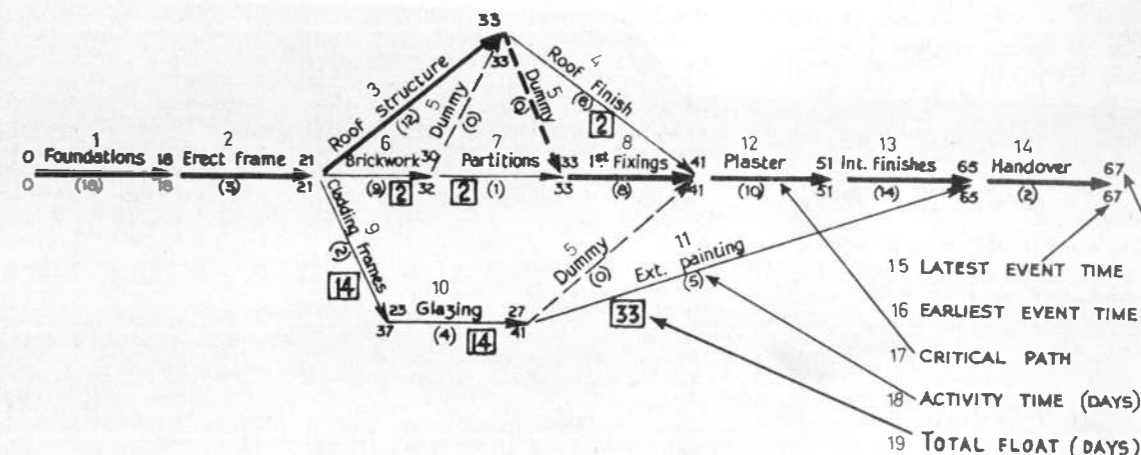 33
33
3
Roof structure
(12)
5
Dummy
(0)
5
Dummy
(0)
4
Roof Finish
(8)
2
1
0 Foundations 18
0 (18) 18
2
Erect Frame 21
(3) 21
6
Brickwork 30
(9) 2 32
7
Partitions
2 (1)
8
33 1st Fixings 41
33 (8) 41
12
Plaster 51
(10) 51
13
Int. Finishes 65
(14) 65
14
Handover 67
(2) 67
9
Cladding frames
(2)
14
10
23 Glazing 27
37 (4) 14 41
5
Dummy
(0)
11
Ext. painting
(5)
33
15 LATEST EVENT TIME
16 EARLIEST EVENT TIME
17 CRITICAL PATH
18 ACTIVITY TIME (DAYS)
19 TOTAL FLOAT (DAYS)